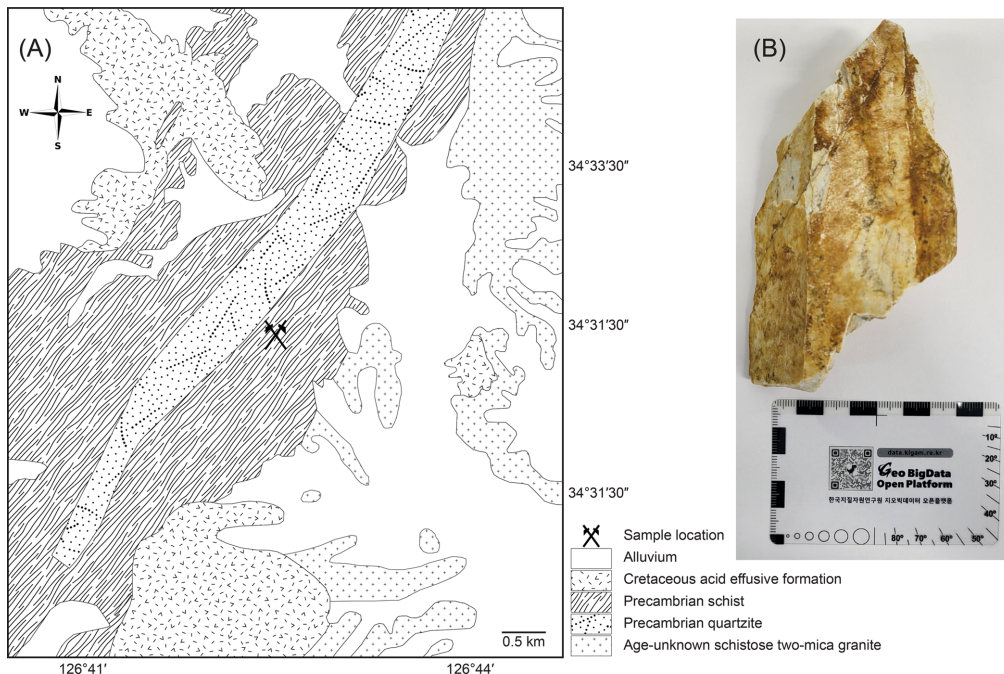 (A)
N
W E
S
34°33′30″
34°31′30″
34°31′30″
Sample location
Alluvium
Cretaceous acid effusive formation
Precambrian schist
Precambrian quartzite
Age-unknown schistose two-mica granite
0.5 km
126°41′
126°44′
(B)
data.kigam.re.kr
Geo BigData
Open Platform
한국지질자원연구원 지오빅데이터 오픈플랫폼
10°
20°
30°
40°
80° 70° 60° 50°